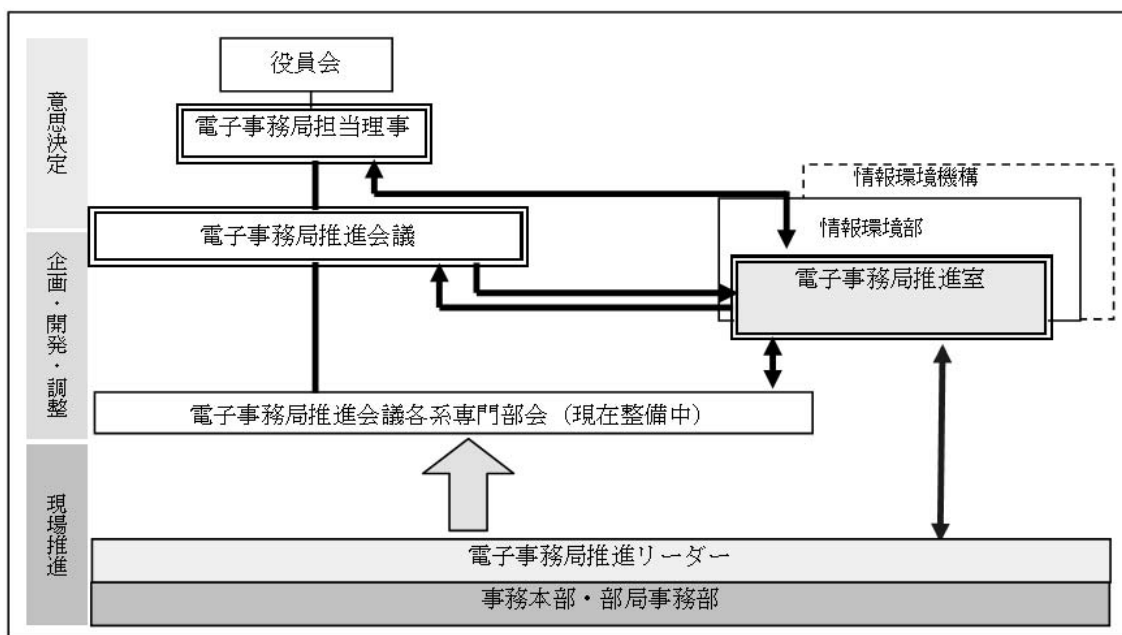 意思決定
企画・開発・調整
現場推進
役員会
電子事務局担当理事
電子事務局推進会議
情報環境機構
情報環境部
電子事務局推進室
電子事務局推進会議各系専門部会（現在整備中）
電子事務局推進リーダー
事務本部・部局事務部